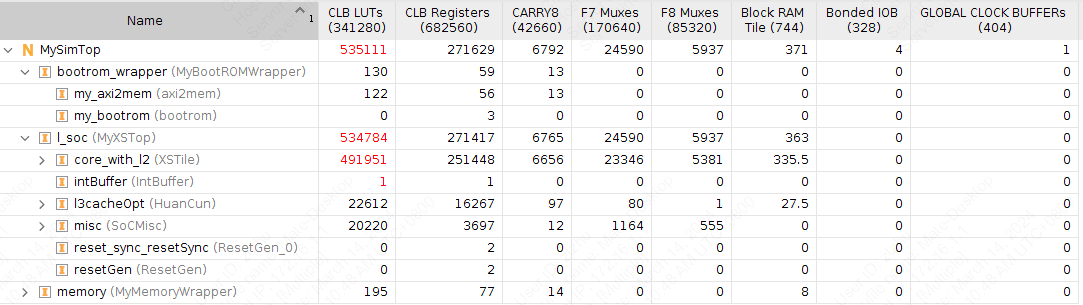 Name 1 CLB LUTs (341280) CLB Registers (682560) CARRY8 (42660) F7 Muxes (170640) F8 Muxes (85320) Block RAM Tile (744) Bonded IOB (328) GLOBAL CLOCK BUFFERs (404)
N MySimTop 535111 271629 6792 24590 5937 371 4 1
I bootrom_wrapper (MyBootROMWrapper) 130 59 13 0 0 0 0 0
I my_axi2mem (axi2mem) 122 56 13 0 0 0 0 0
I my_bootrom (bootrom) 0 3 0 0 0 0 0 0
I l_soc (MyXSTop) 534784 271417 6765 24590 5937 363 0 0
I core_with_l2 (XSTile) 491951 251448 6656 23346 5381 335.5 0 0
I intBuffer (IntBuffer) 1 1 0 0 0 0 0 0
I l3cacheOpt (HuanCun) 22612 16267 97 80 1 27.5 0 0
I misc (SoCMisc) 20220 3697 12 1164 555 0 0 0
I reset_sync_resetSync (ResetGen_0) 0 2 0 0 0 0 0 0
I resetGen (ResetGen) 0 2 0 0 0 0 0 0
I memory (MyMemoryWrapper) 195 77 14 0 0 8 0 0